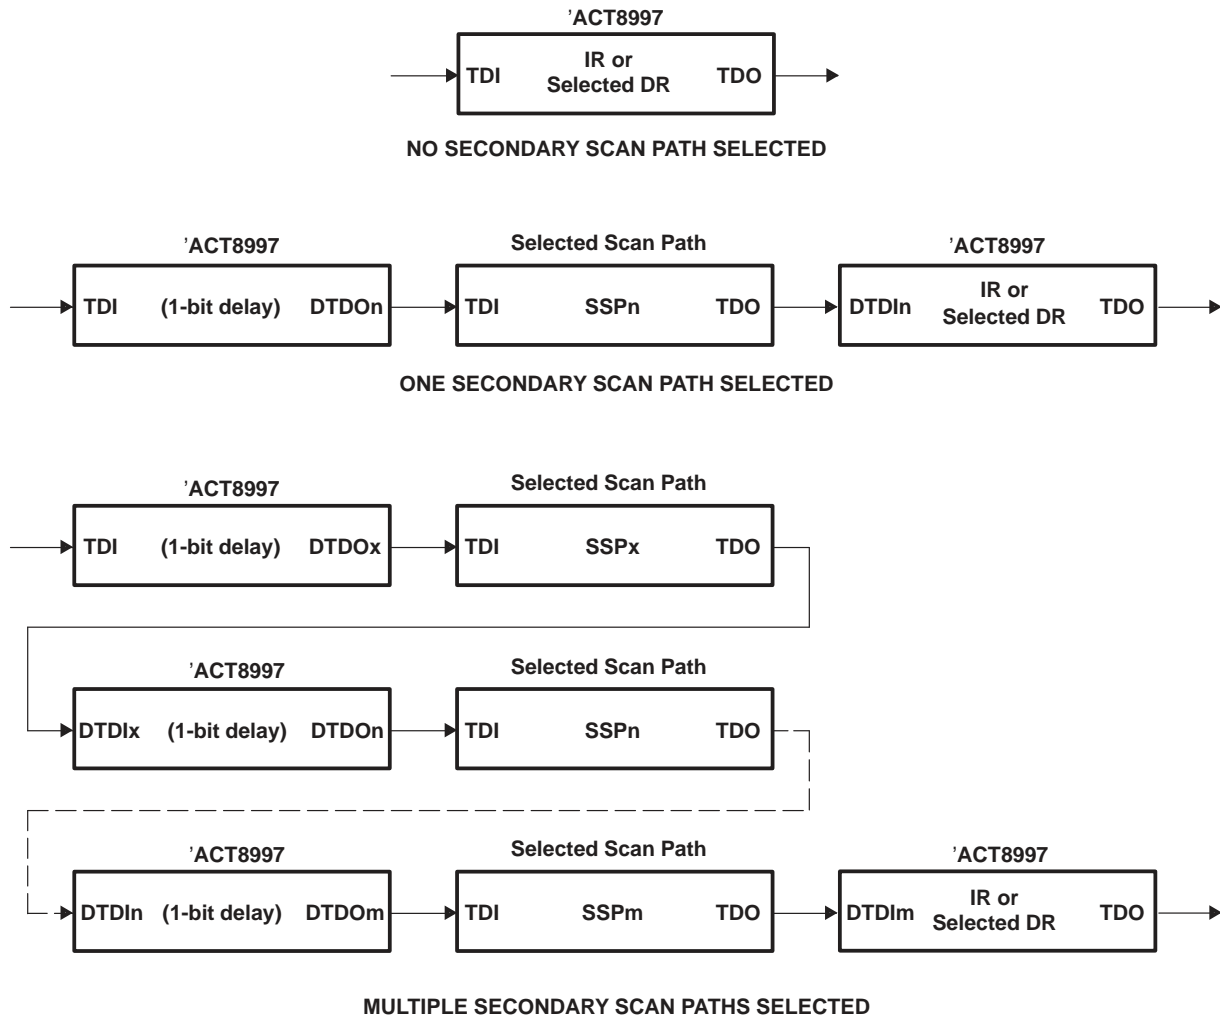 'ACT8997
TDI IR or Selected DR TDO
NO SECONDARY SCAN PATH SELECTED
'ACT8997 Selected Scan Path 'ACT8997
TDI (1-bit delay) DTDOn TDI SSPn TDO DTDIn IR or Selected DR TDO
ONE SECONDARY SCAN PATH SELECTED
'ACT8997 Selected Scan Path
TDI (1-bit delay) DTDOx TDI SSPx TDO
'ACT8997 Selected Scan Path
DTDIx (1-bit delay) DTDOn TDI SSPn TDO
'ACT8997 Selected Scan Path 'ACT8997
DTDIn (1-bit delay) DTDOm TDI SSPm TDO DTDIm IR or Selected DR TDO
MULTIPLE SECONDARY SCAN PATHS SELECTED